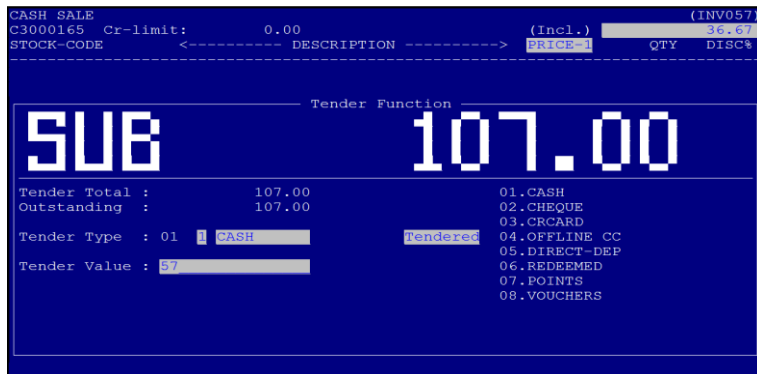 CASH SALE (INV057)
C3000165 Cr-limit: 0.00 (Incl.) 36.67
STOCK-CODE <---------- DESCRIPTION ----------> PRICE-1 QTY DISC%
Tender Function
SUB 107.00
Tender Total : 107.00 01.CASH
Outstanding : 107.00 02.CHEQUE
03.CRCARD
Tender Type : 01 1 CASH Tendered 04.OFFLINE CC
05.DIRECT-DEP
Tender Value : 57 06.REDEEMED
07.POINTS
08.VOUCHERS